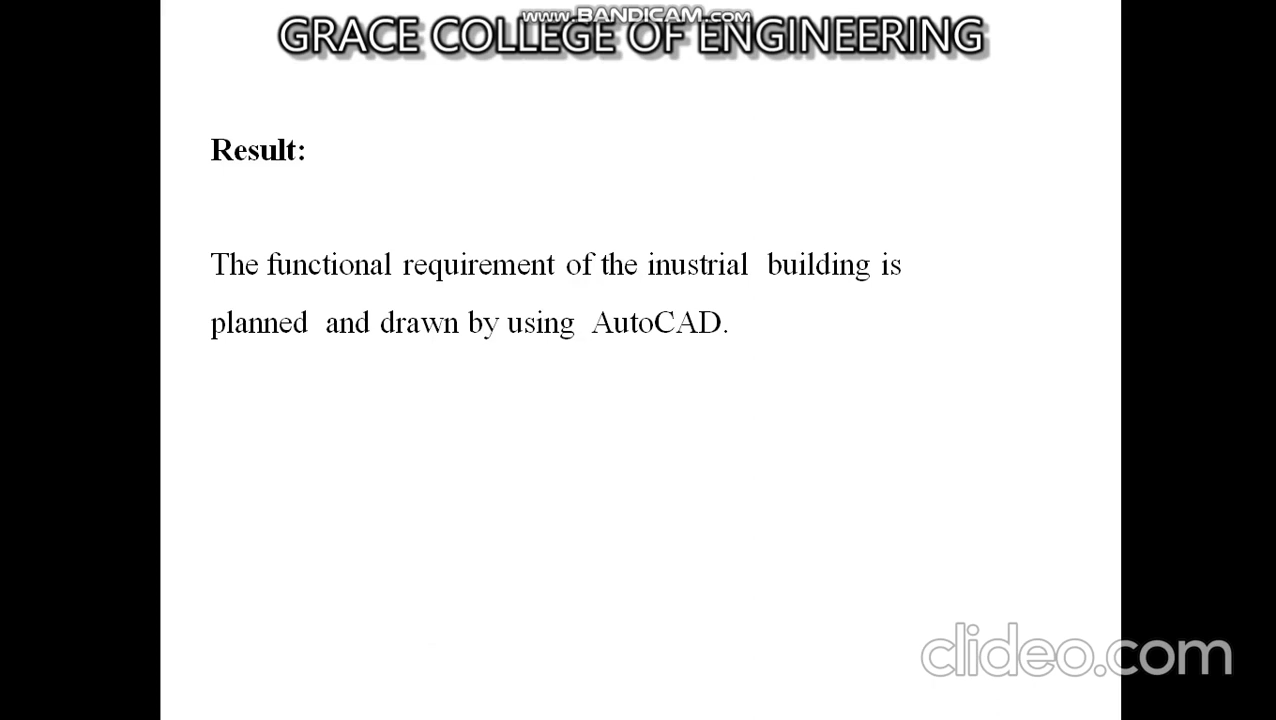 www.BANDICAM.com
GRACE COLLEGE OF ENGINEERING
Result:
The functional requirement of the inustrial building is
planned and drawn by using AutoCAD.
clideo.com